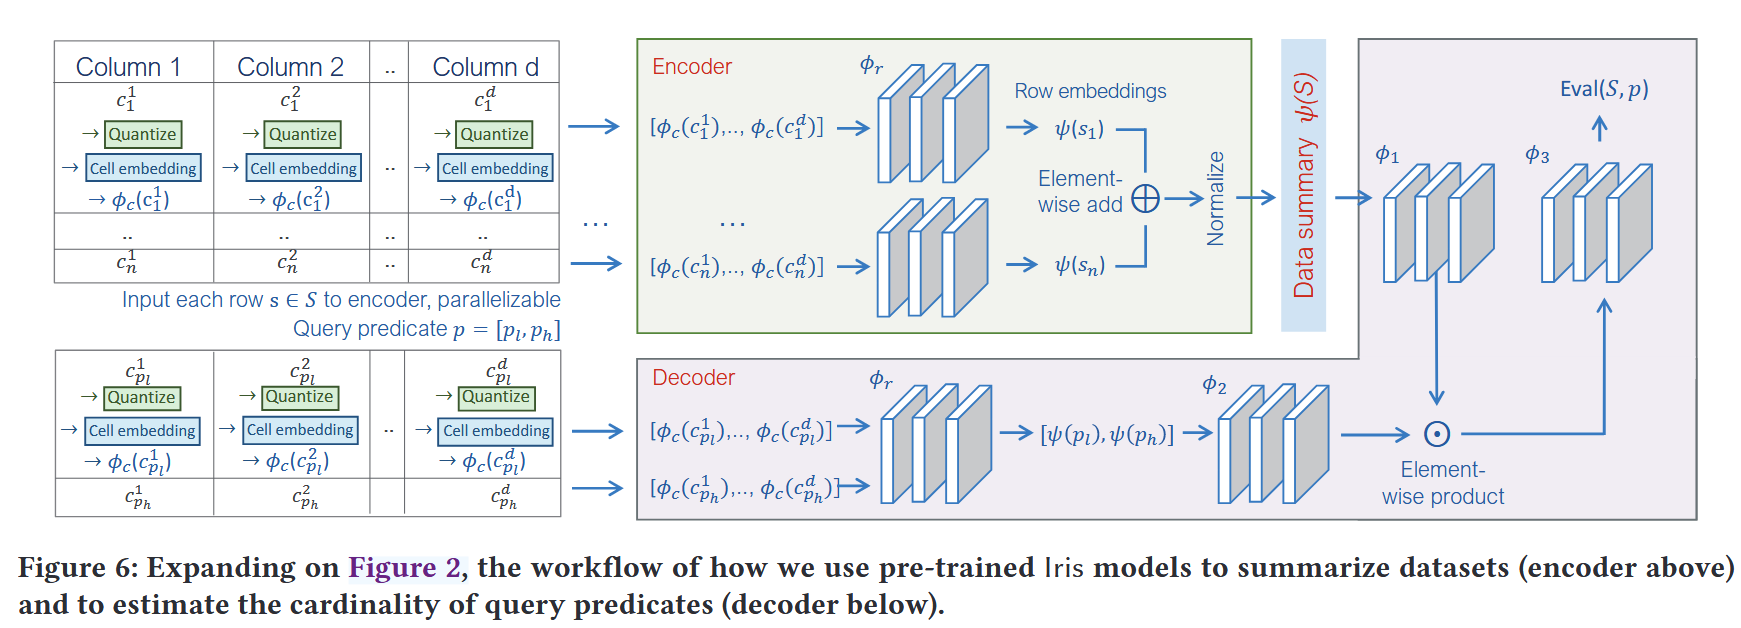 Column 1 Column 2 .. Column d
c_1^1 c_1^2 c_1^d
→ Quantize → Quantize → Quantize
→ Cell embedding → Cell embedding .. → Cell embedding
→ ϕ_c(c_1^1) → ϕ_c(c_1^2) → ϕ_c(c_1^d)
.. .. .. ..
c_n^1 c_n^2 .. c_n^d
Input each row s ∈ S to encoder, parallelizable
Query predicate p = [p_l, p_h]
c_{p_l}^1 c_{p_l}^2 c_{p_l}^d
→ Quantize → Quantize → Quantize
→ Cell embedding → Cell embedding .. → Cell embedding
→ ϕ_c(c_{p_l}^1) → ϕ_c(c_{p_l}^2) → ϕ_c(c_{p_l}^d)
c_{p_h}^1 c_{p_h}^2 c_{p_h}^d
...
Encoder
ϕ_r
[ϕ_c(c_1^1),.., ϕ_c(c_1^d)]
...
[ϕ_c(c_n^1),.., ϕ_c(c_n^d)]
Row embeddings
ψ(s_1)
Element-
wise add ⊕
ψ(s_n)
Normalize
Data summary ψ(S)
Eval(S, p)
ϕ_1 ϕ_3
Decoder
ϕ_r
[ϕ_c(c_{p_l}^1),.., ϕ_c(c_{p_l}^d)]
[ϕ_c(c_{p_h}^1),.., ϕ_c(c_{p_h}^d)]
[ψ(p_l), ψ(p_h)]
ϕ_2
⊙
Element-
wise product
Figure 6: Expanding on Figure 2, the workflow of how we use pre-trained Iris models to summarize datasets (encoder above)
and to estimate the cardinality of query predicates (decoder below).